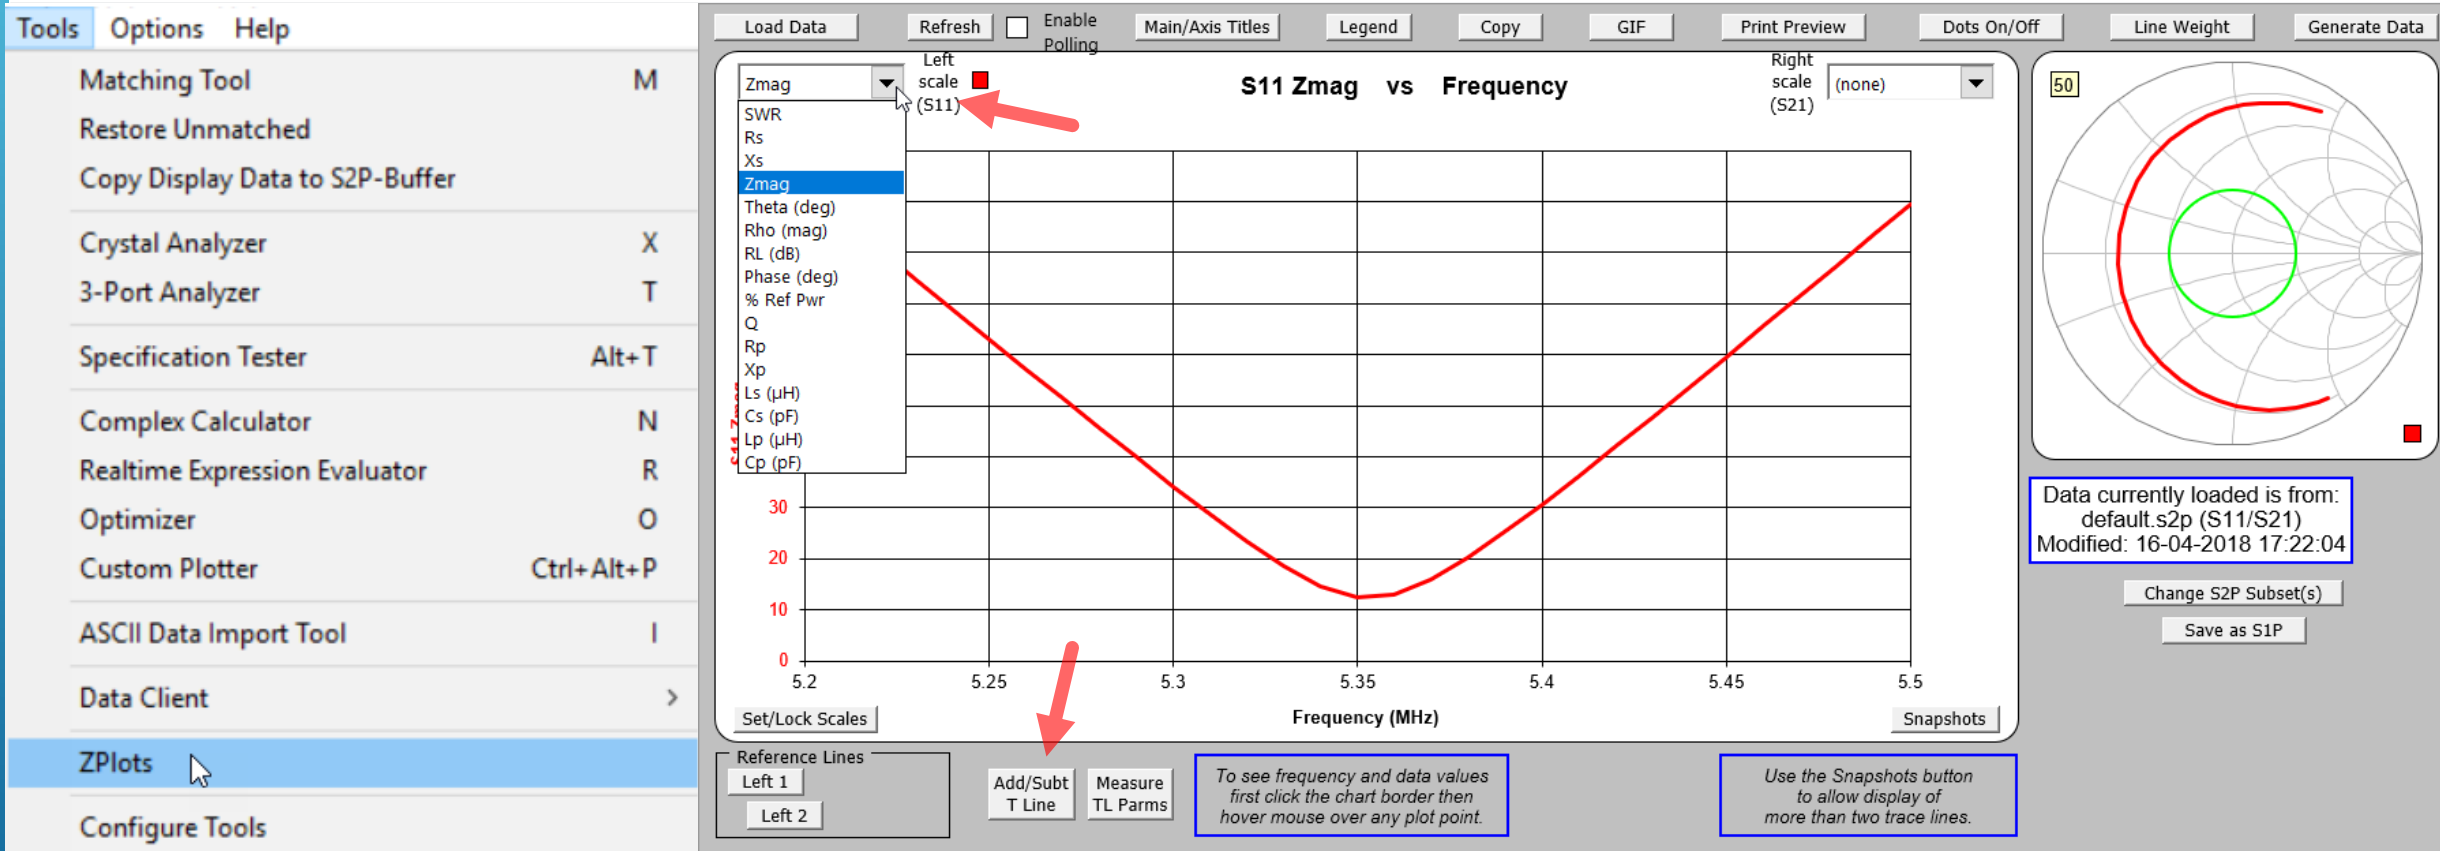 Tools Options Help
Matching Tool M
Restore Unmatched
Copy Display Data to S2P-Buffer
Crystal Analyzer X
3-Port Analyzer T
Specification Tester Alt+T
Complex Calculator N
Realtime Expression Evaluator R
Optimizer O
Custom Plotter Ctrl+Alt+P
ASCII Data Import Tool I
Data Client >
ZPlots
Configure Tools
Load Data Refresh Enable Polling Main/Axis Titles Legend Copy GIF Print Preview Dots On/Off Line Weight Generate Data
Zmag
Left
scale
(S11)
S11 Zmag vs Frequency
Right
scale
(S21)
(none)
SWR
Rs
Xs
Zmag
Theta (deg)
Rho (mag)
RL (dB)
Phase (deg)
% Ref Pwr
Q
Rp
Xp
Ls (µH)
Cs (pF)
Lp (µH)
Cp (pF)
30
20
10
0
5.2 5.25 5.3 5.35 5.4 5.45 5.5
Set/Lock Scales Frequency (MHz) Snapshots
Reference Lines
Left 1
Left 2
Add/Subt
T Line
Measure
TL Parms
To see frequency and data values
first click the chart border then
hover mouse over any plot point.
Use the Snapshots button
to allow display of
more than two trace lines.
50
Data currently loaded is from:
default.s2p (S11/S21)
Modified: 16-04-2018 17:22:04
Change S2P Subset(s)
Save as S1P